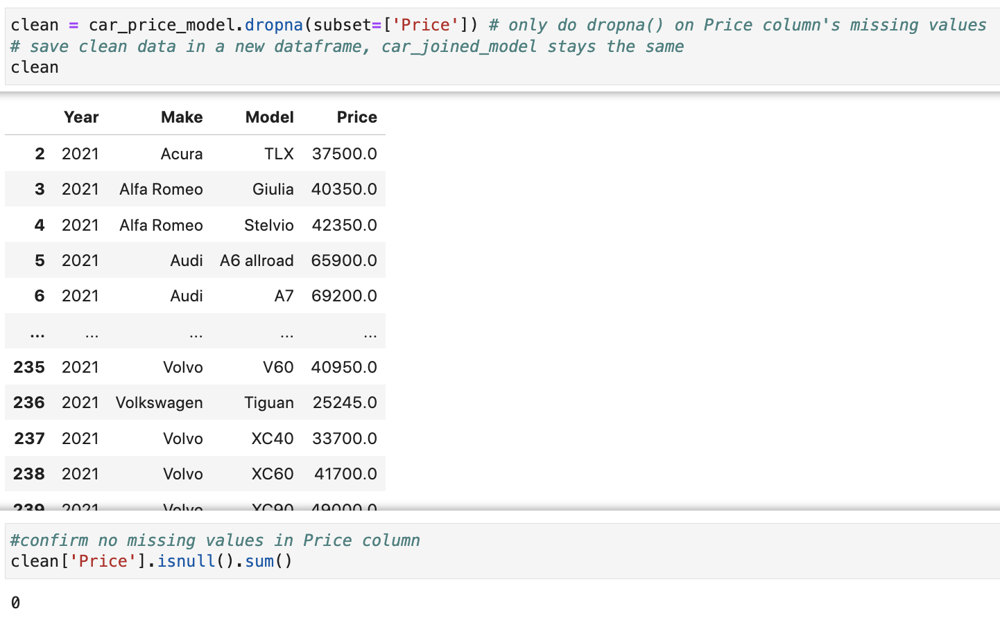 clean = car_price_model.dropna(subset=['Price']) # only do dropna() on Price column's missing values
# save clean data in a new dataframe, car_joined_model stays the same
clean
Year Make Model Price
2 2021 Acura TLX 37500.0
3 2021 Alfa Romeo Giulia 40350.0
4 2021 Alfa Romeo Stelvio 42350.0
5 2021 Audi A6 allroad 65900.0
6 2021 Audi A7 69200.0
... ... ... ... ...
235 2021 Volvo V60 40950.0
236 2021 Volkswagen Tiguan 25245.0
237 2021 Volvo XC40 33700.0
238 2021 Volvo XC60 41700.0
239 2021 Volvo XC90 49000.0
#confirm no missing values in Price column
clean['Price'].isnull().sum()
0